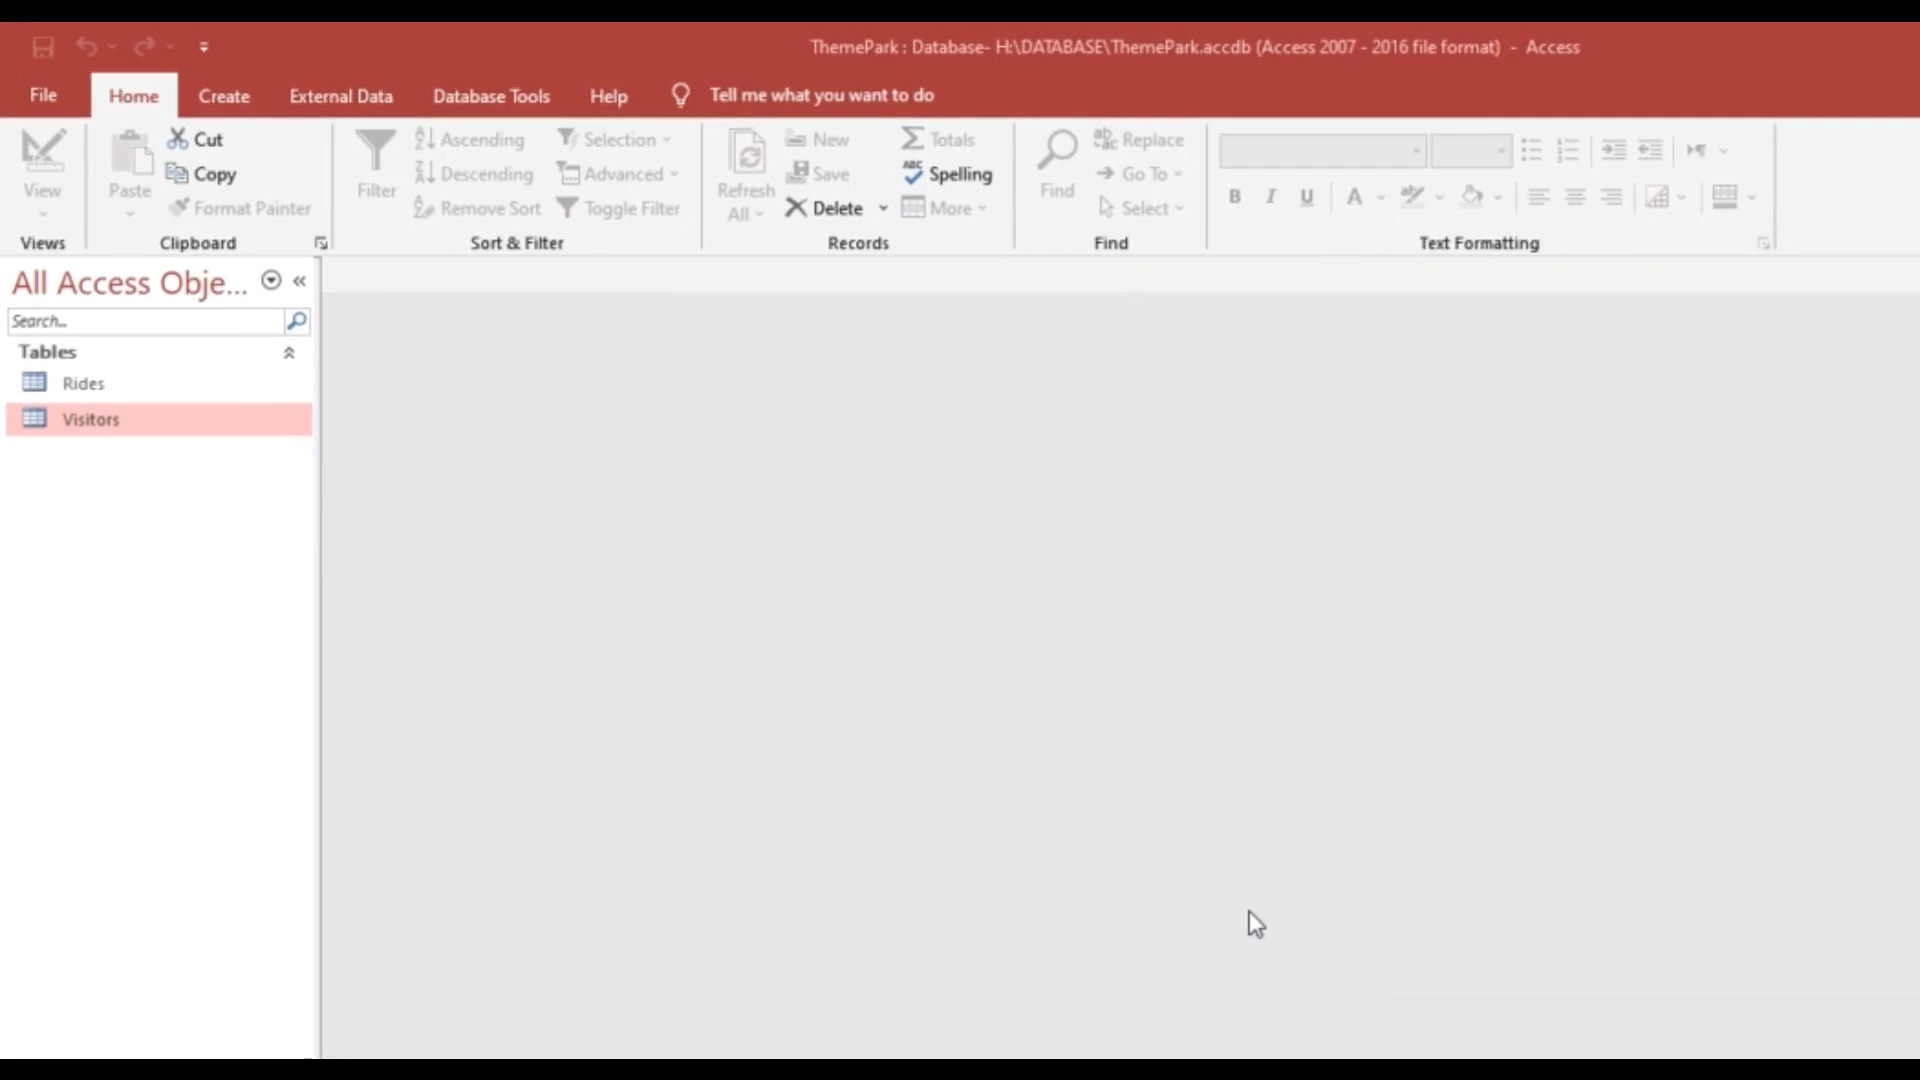 ThemePark : Database- H:\DATABASE\ThemePark.accdb (Access 2007 - 2016 file format) - Access
File Home Create External Data Database Tools Help Tell me what you want to do
View
Paste
Cut
Copy
Format Painter
Filter
Ascending
Descending
Remove Sort
Selection
Advanced
Toggle Filter
Refresh
All
New
Save
Delete
Totals
Spelling
More
Find
Replace
Go To
Select
B I U A
Views Clipboard Sort & Filter Records Find Text Formatting
All Access Obje...
Search...
Tables
Rides
Visitors